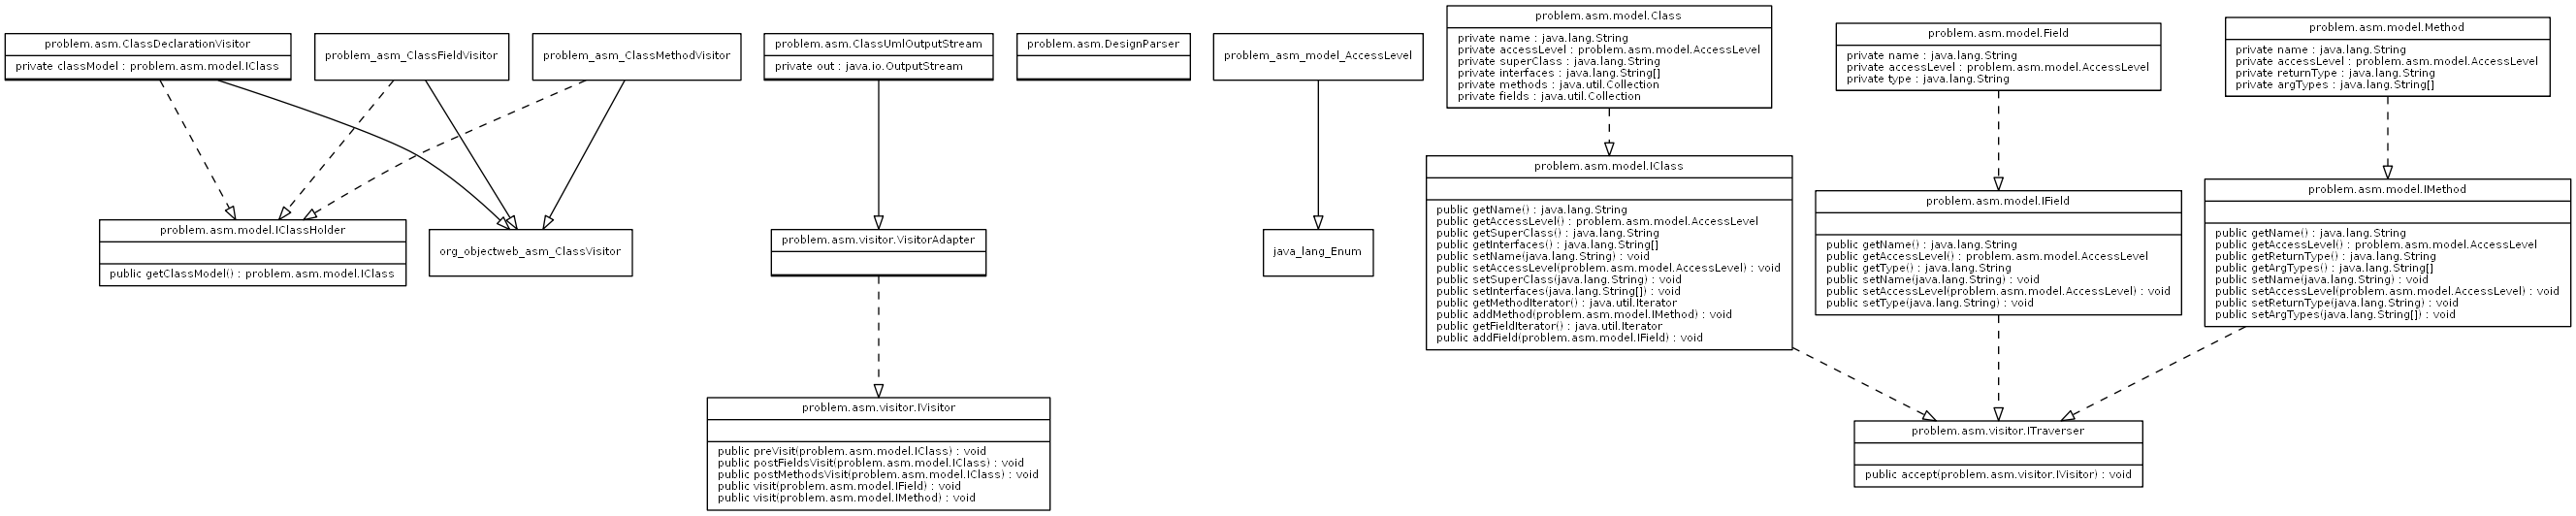 problem.asm.ClassDeclarationVisitor
private classModel : problem.asm.model.IClass
problem_asm_ClassFieldVisitor
problem_asm_ClassMethodVisitor
problem.asm.ClassUmlOutputStream
private out : java.io.OutputStream
problem.asm.DesignParser
problem_asm_model_AccessLevel
problem.asm.model.Class
private name : java.lang.String
private accessLevel : problem.asm.model.AccessLevel
private superClass : java.lang.String
private interfaces : java.lang.String[]
private methods : java.util.Collection
private fields : java.util.Collection
problem.asm.model.Field
private name : java.lang.String
private accessLevel : problem.asm.model.AccessLevel
private type : java.lang.String
problem.asm.model.Method
private name : java.lang.String
private accessLevel : problem.asm.model.AccessLevel
private returnType : java.lang.String
private argTypes : java.lang.String[]
problem.asm.model.IClassHolder
public getClassModel() : problem.asm.model.IClass
org_objectweb_asm_ClassVisitor
problem.asm.visitor.VisitorAdapter
java_lang_Enum
problem.asm.model.IClass
public getName() : java.lang.String
public getAccessLevel() : problem.asm.model.AccessLevel
public getSuperClass() : java.lang.String
public getInterfaces() : java.lang.String[]
public setName(java.lang.String) : void
public setAccessLevel(problem.asm.model.AccessLevel) : void
public setSuperClass(java.lang.String) : void
public setInterfaces(java.lang.String[]) : void
public getMethodIterator() : java.util.Iterator
public addMethod(problem.asm.model.IMethod) : void
public getFieldIterator() : java.util.Iterator
public addField(problem.asm.model.IField) : void
problem.asm.model.IField
public getName() : java.lang.String
public getAccessLevel() : problem.asm.model.AccessLevel
public getType() : java.lang.String
public setName(java.lang.String) : void
public setAccessLevel(problem.asm.model.AccessLevel) : void
public setType(java.lang.String) : void
problem.asm.model.IMethod
public getName() : java.lang.String
public getAccessLevel() : problem.asm.model.AccessLevel
public getReturnType() : java.lang.String
public getArgTypes() : java.lang.String[]
public setName(java.lang.String) : void
public setAccessLevel(problem.asm.model.AccessLevel) : void
public setReturnType(java.lang.String) : void
public setArgTypes(java.lang.String[]) : void
problem.asm.visitor.IVisitor
public preVisit(problem.asm.model.IClass) : void
public postFieldsVisit(problem.asm.model.IClass) : void
public postMethodsVisit(problem.asm.model.IClass) : void
public visit(problem.asm.model.IField) : void
public visit(problem.asm.model.IMethod) : void
problem.asm.visitor.ITraverser
public accept(problem.asm.visitor.IVisitor) : void